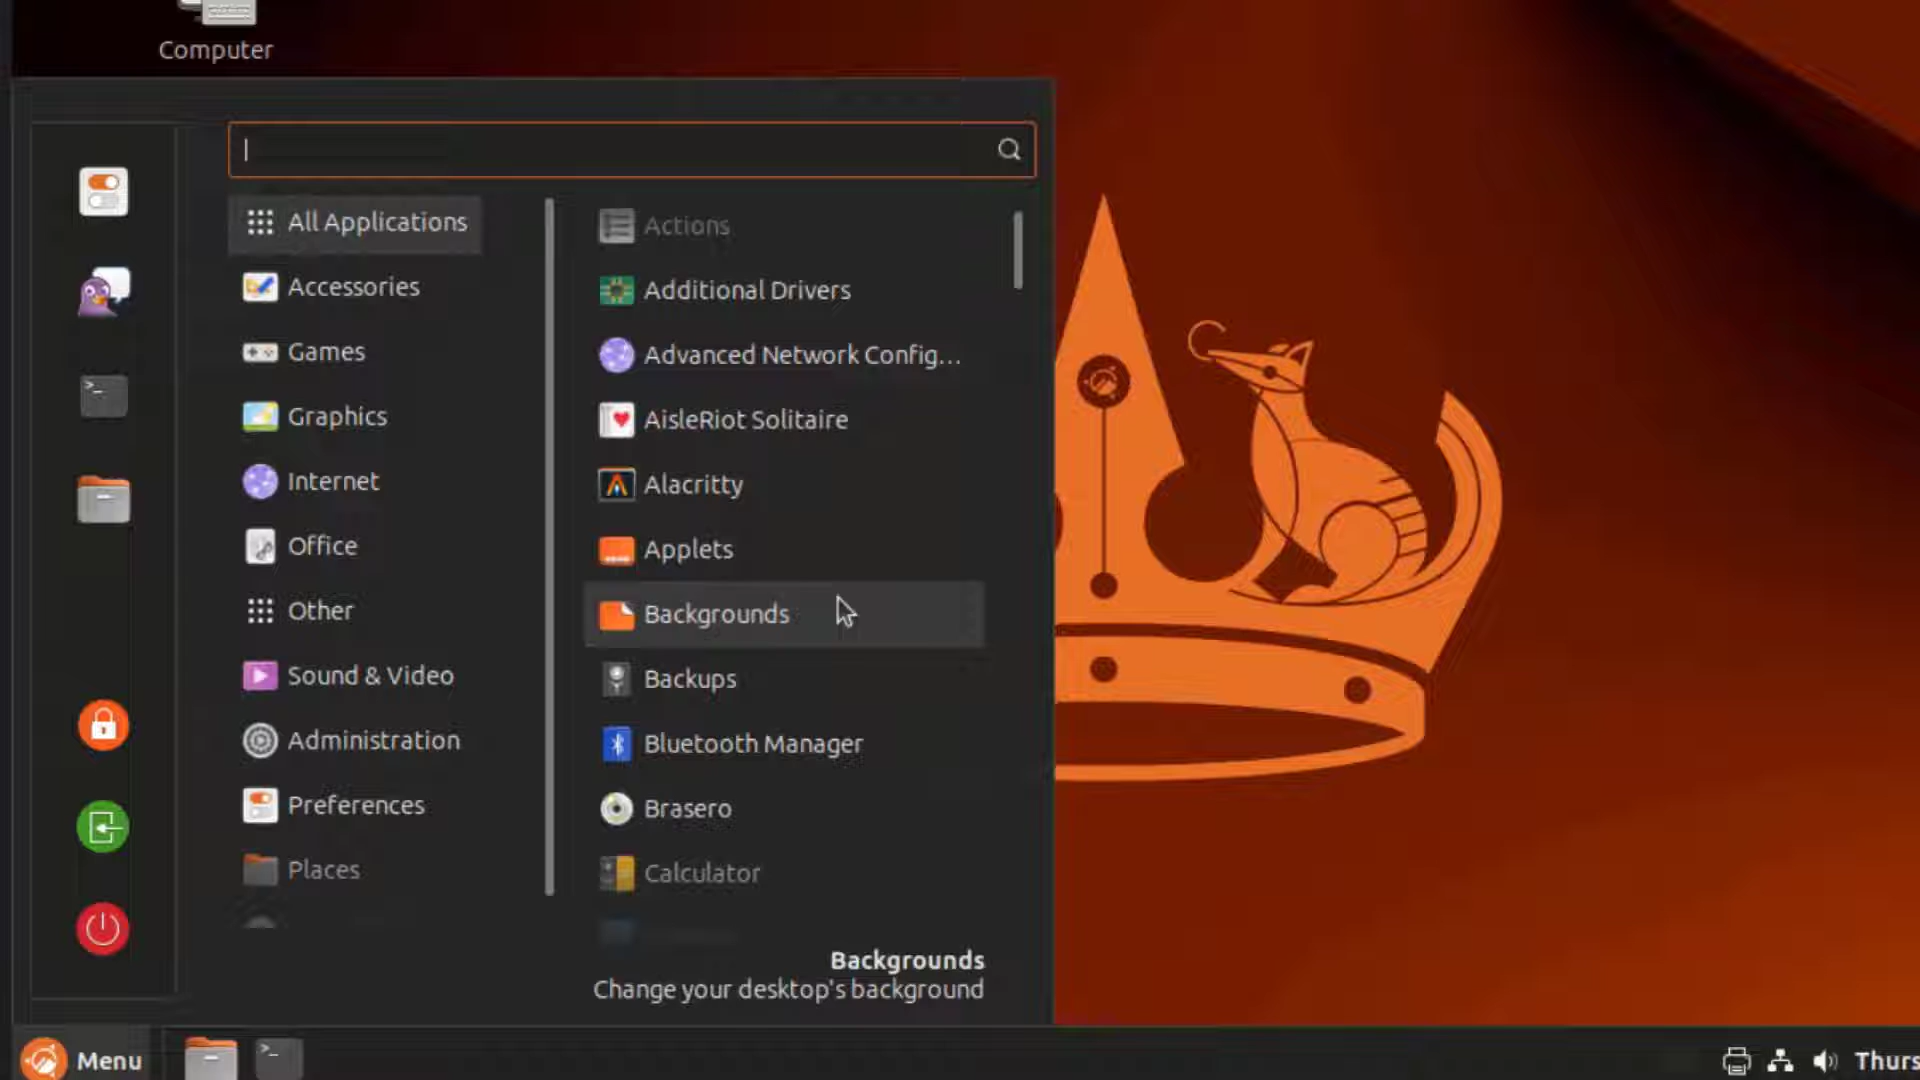 Computer
All Applications
Accessories
Games
Graphics
Internet
Office
Other
Sound & Video
Administration
Preferences
Places
Actions
Additional Drivers
Advanced Network Config...
AisleRiot Solitaire
Alacritty
Applets
Backgrounds
Backups
Bluetooth Manager
Brasero
Calculator
Backgrounds
Change your desktop's background
Menu
Thurs